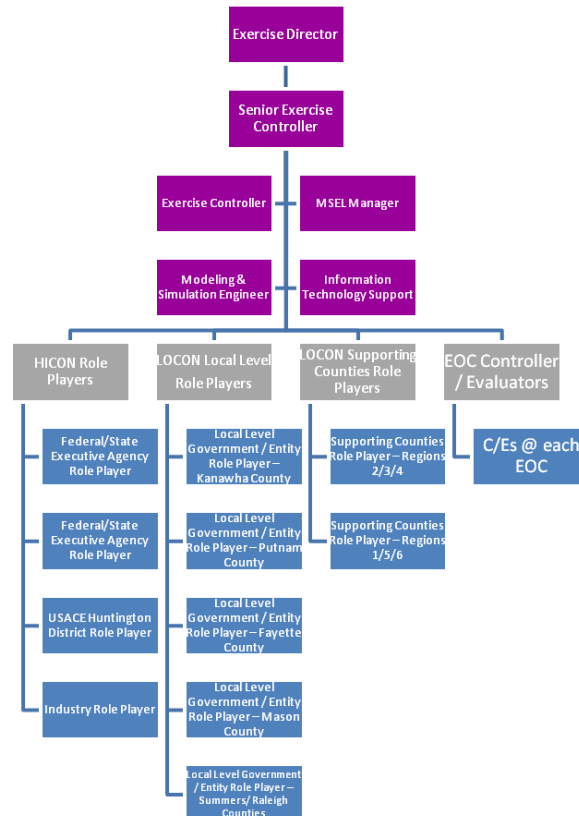 Exercise Director
Senior Exercise
Controller
Exercise Controller
MSEL Manager
Modeling &
Simulation Engineer
Information
Technology Support
HICON Role
Players
LOCON Local Level
Role Players
LOCON Supporting
Counties Role
Players
EOC Controller
/ Evaluators
Federal/State
Executive Agency
Role Player
Federal/State
Executive Agency
Role Player
USACE Huntington
District Role Player
Industry Role Player
Local Level
Government / Entity
Role Player –
Kanawha County
Local Level
Government / Entity
Role Player – Putnam
County
Local Level
Government / Entity
Role Player – Fayette
County
Local Level
Government / Entity
Role Player – Mason
County
Local Level Government
/ Entity Role Player –
Summers/ Raleigh
Counties
Supporting Counties
Role Player – Regions
2/3/4
Supporting Counties
Role Player – Regions
1/5/6
C/Es @ each
EOC